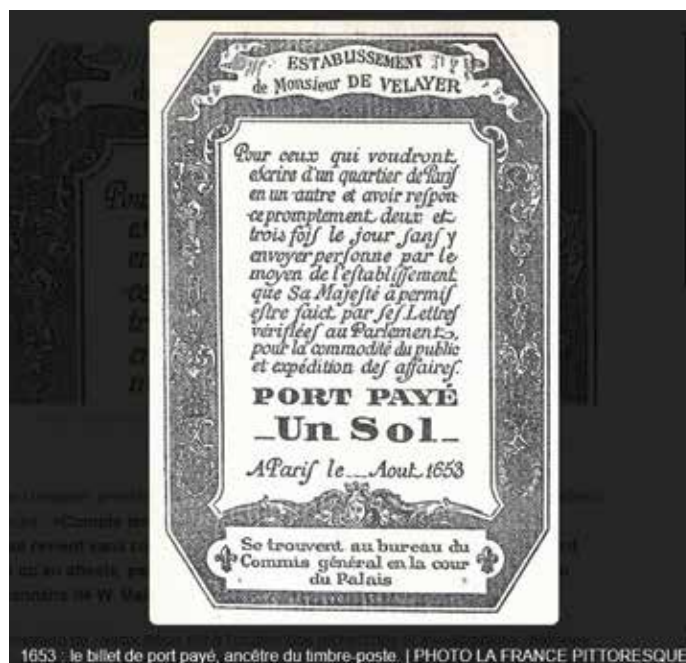 ESTABLISSEMENT
de Monsieur DE VELAYER
Pour ceux qui voudront
eſcrire d'un quartier de Pariſ
en un autre et avoir reſpon
ce promptement deux et
trois foiſ le jour ſanſ y
envoyer perſonne par le
moyen de l'eſtabliſſement
que Sa Majeſté a permiſ
eſtre faict par ſeſ Lettreſ
vérifiéeſ au Parlement,
pour la commodité du public
et expédition deſ affaireſ.
PORT PAYÉ
_Un Sol_
A Pariſ le__Aout 1653
Se trouvent au bureau du
Commis général en la cour
du Palais
1653 : le billet de port payé, ancêtre du timbre-poste. | PHOTO LA FRANCE PITTORESQUE